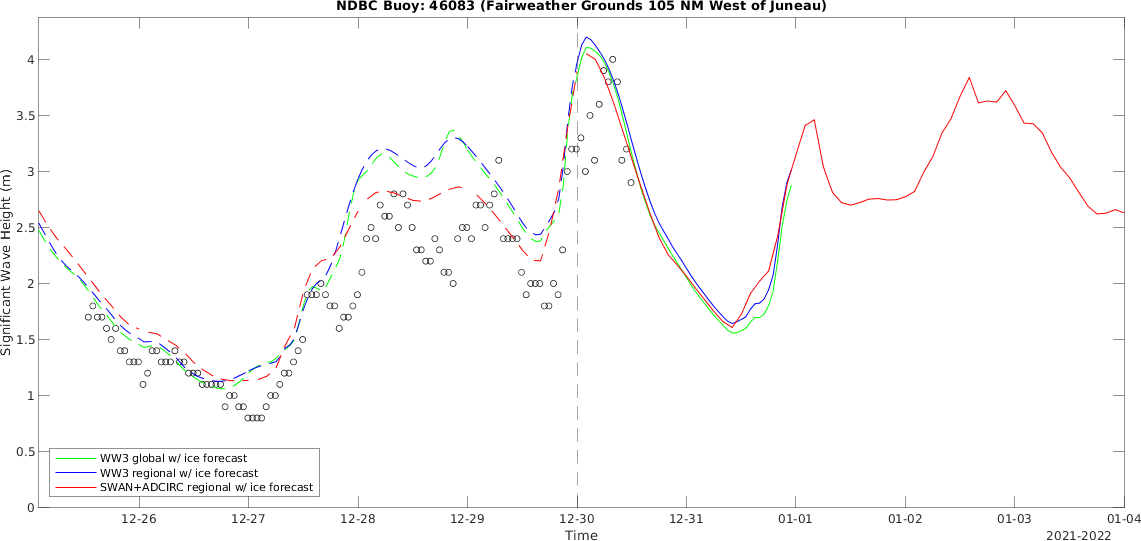 NDBC Buoy: 46083 (Fairweather Grounds 105 NM West of Juneau)
Significant Wave Height (m)
4
3.5
3
2.5
2
1.5
1
0.5
0
WW3 global w/ ice forecast
WW3 regional w/ ice forecast
SWAN+ADCIRC regional w/ ice forecast
12-26 12-27 12-28 12-29 12-30 12-31 01-01 01-02 01-03 01-04
Time
2021-2022